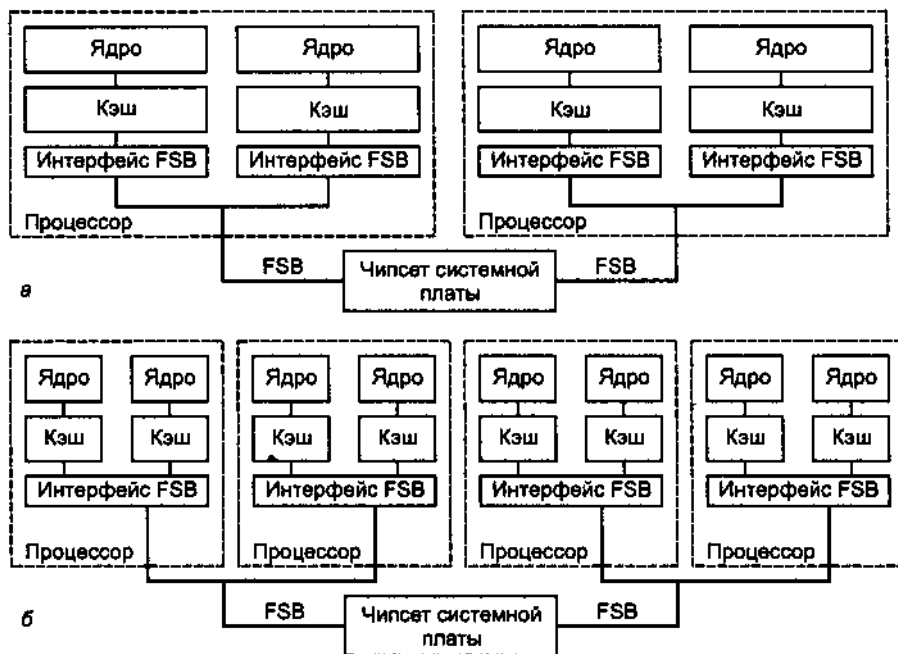 Ядро Ядро Ядро Ядро
Кэш Кэш Кэш Кэш
Интерфейс FSB Интерфейс FSB Интерфейс FSB Интерфейс FSB
Процессор Процессор
FSB Чипсет системной FSB
платы
а
Ядро Ядро Ядро Ядро Ядро Ядро Ядро Ядро
Кэш Кэш Кэш Кэш Кэш Кэш Кэш Кэш
Интерфейс FSB Интерфейс FSB Интерфейс FSB Интерфейс FSB
Процессор Процессор Процессор Процессор
FSB Чипсет системной FSB
платы
б